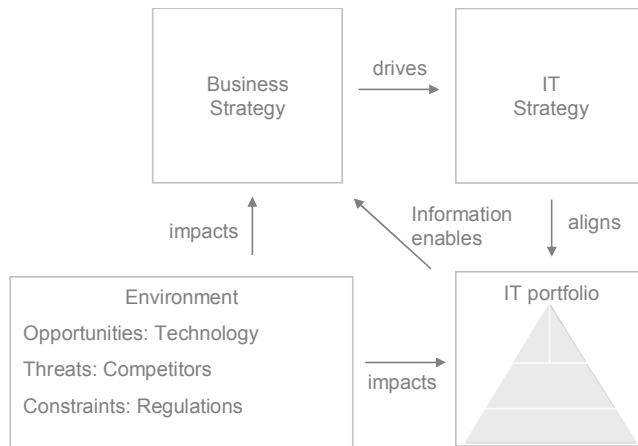 Business
Strategy
drives
IT
Strategy
impacts
Information
enables
aligns
Environment
Opportunities: Technology
Threats: Competitors
Constraints: Regulations
impacts
IT portfolio